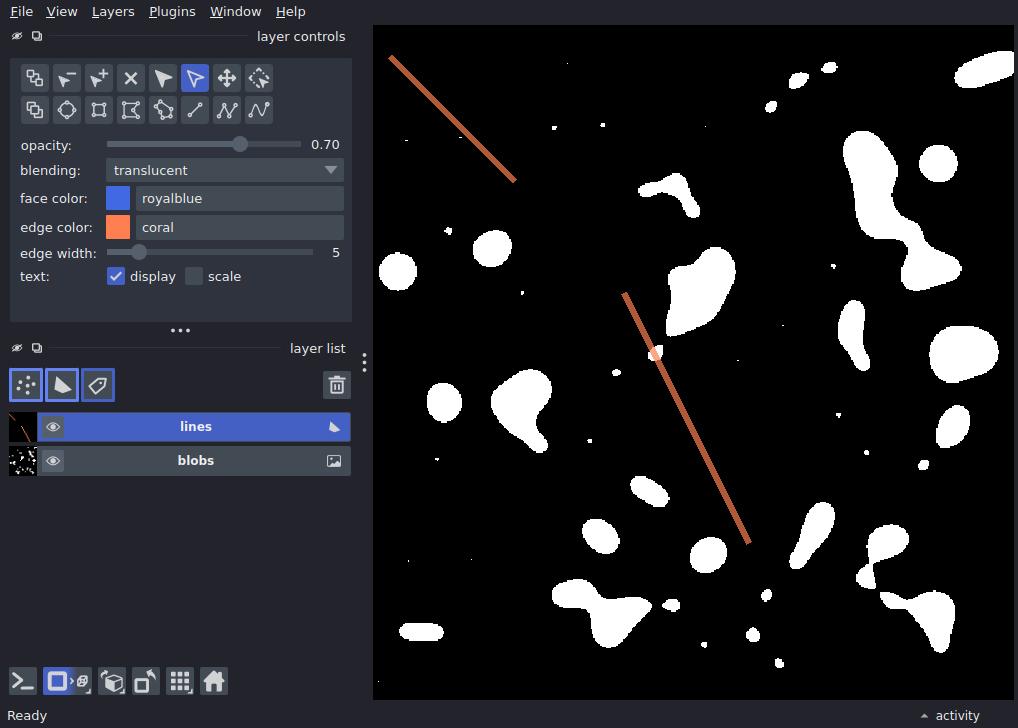 File View Layers Plugins Window Help
layer controls
opacity: 0.70
blending: translucent
face color: royalblue
edge color: coral
edge width: 5
text: display scale
layer list
lines
blobs
Ready activity